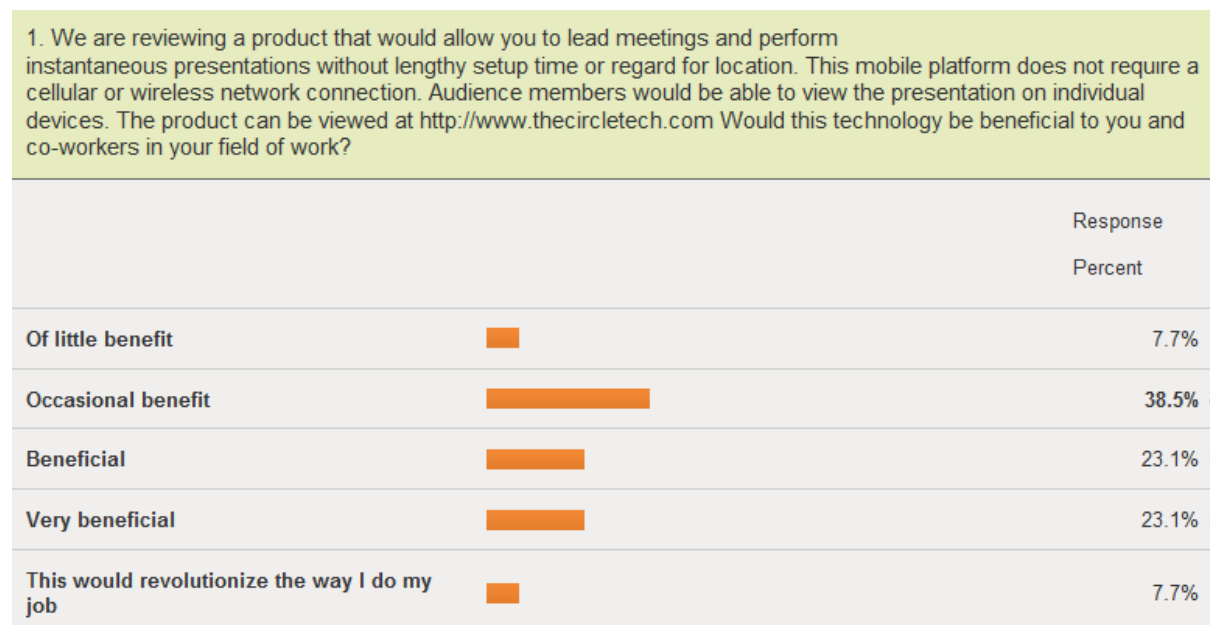 1. We are reviewing a product that would allow you to lead meetings and perform
instantaneous presentations without lengthy setup time or regard for location. This mobile platform does not require a
cellular or wireless network connection. Audience members would be able to view the presentation on individual
devices. The product can be viewed at http://www.thecircletech.com Would this technology be beneficial to you and
co-workers in your field of work?
Response
Percent
Of little benefit 7.7%
Occasional benefit 38.5%
Beneficial 23.1%
Very beneficial 23.1%
This would revolutionize the way I do my
job 7.7%